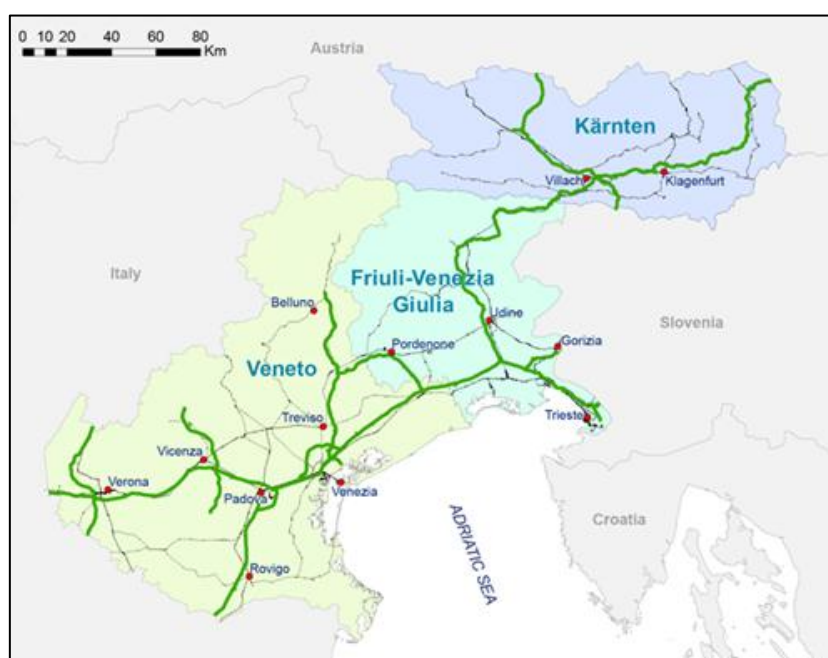 0 10 20 40 60 80
Km
Austria
Kärnten
Villach
Klagenfurt
Italy
Friuli-Venezia
Giulia
Belluno
Udine
Slovenia
Gorizia
Pordenone
Veneto
Treviso
Trieste
Vicenza
Verona
Padova
Venezia
ADRIATIC SEA
Croatia
Rovigo